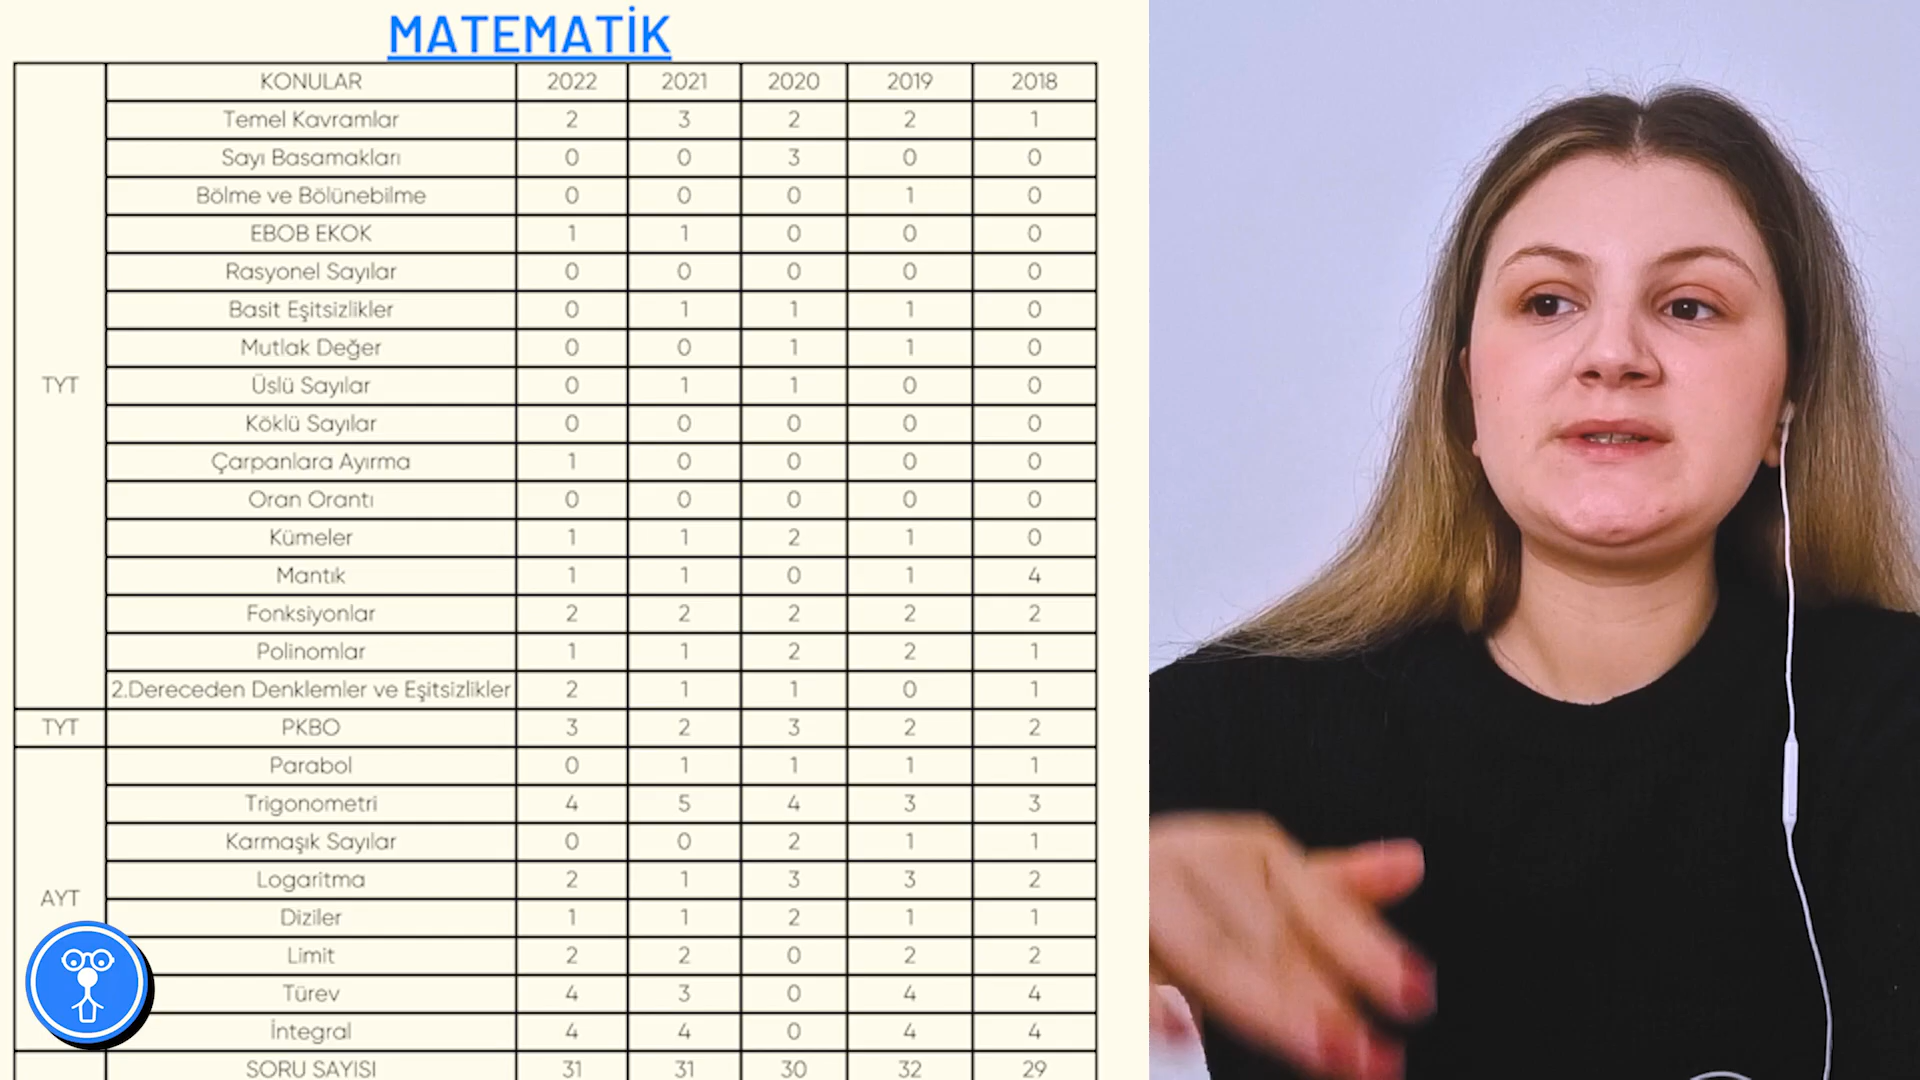 MATEMATİK
KONULAR 2022 2021 2020 2019 2018
Temel Kavramlar 2 3 2 2 1
Sayı Basamakları 0 0 3 0 0
Bölme ve Bölünebilme 0 0 0 1 0
EBOB EKOK 1 1 0 0 0
Rasyonel Sayılar 0 0 0 0 0
Basit Eşitsizlikler 0 1 1 1 0
Mutlak Değer 0 0 1 1 0
TYT Üslü Sayılar 0 1 1 0 0
Köklü Sayılar 0 0 0 0 0
Çarpanlara Ayırma 1 0 0 0 0
Oran Orantı 0 0 0 0 0
Kümeler 1 1 2 1 0
Mantık 1 1 0 1 4
Fonksiyonlar 2 2 2 2 2
Polinomlar 1 1 2 2 1
2.Dereceden Denklemler ve Eşitsizlikler 2 1 1 0 1
TYT PKBO 3 2 3 2 2
Parabol 0 1 1 1 1
Trigonometri 4 5 4 3 3
Karmaşık Sayılar 0 0 2 1 1
Logaritma 2 1 3 3 2
AYT Diziler 1 1 2 1 1
Limit 2 2 0 2 2
Türev 4 3 0 4 4
İntegral 4 4 0 4 4
SORU SAYISI 31 31 30 32 29